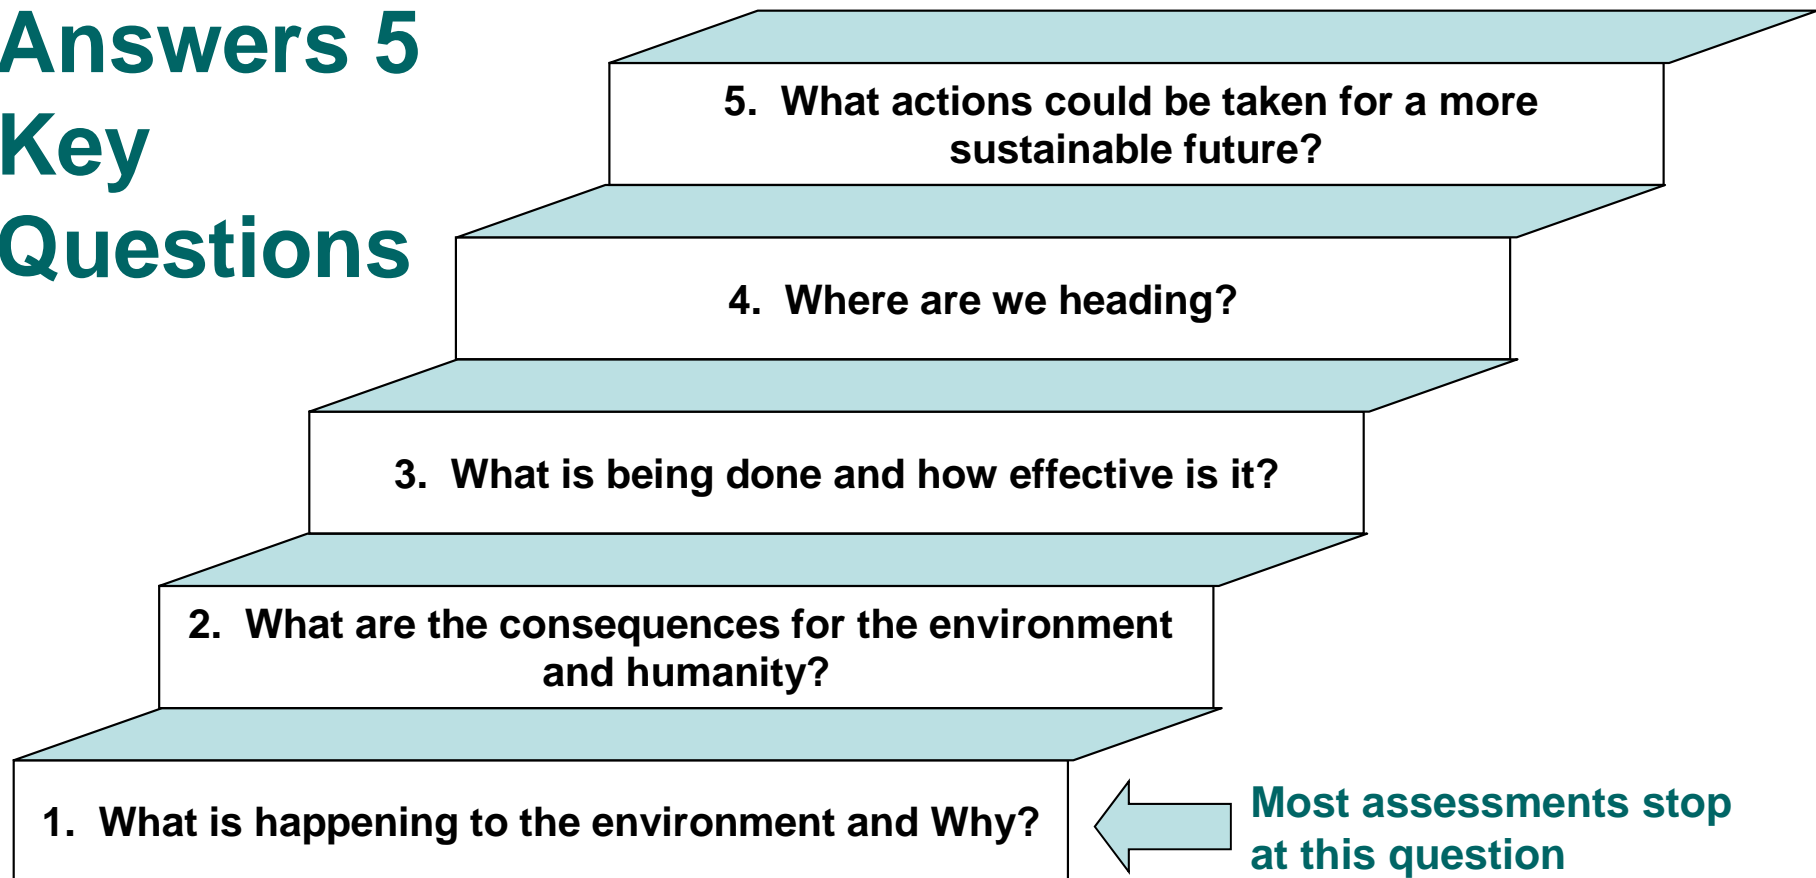 Answers 5
Key
Questions
5. What actions could be taken for a more
sustainable future?
4. Where are we heading?
3. What is being done and how effective is it?
2. What are the consequences for the environment
and humanity?
1. What is happening to the environment and Why?
Most assessments stop
at this question